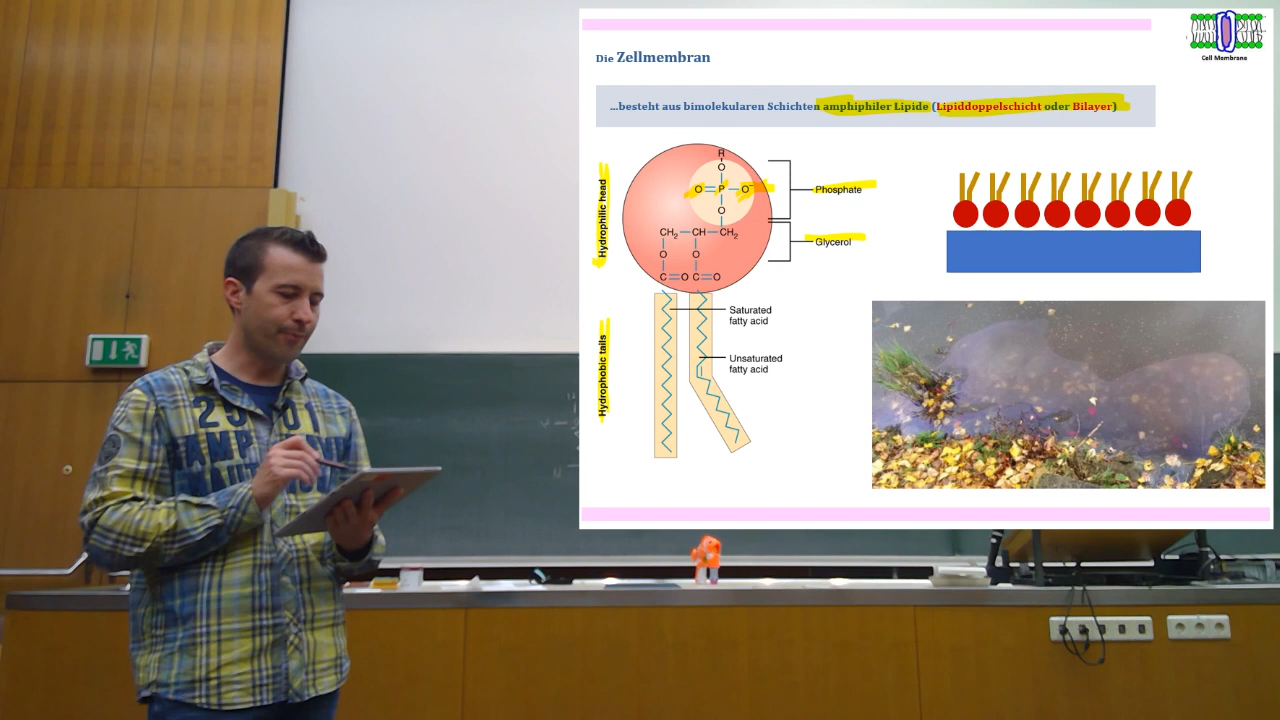 Cell Membrane
Die Zellmembran
...besteht aus bimolekularen Schichten amphiphiler Lipide (Lipiddoppelschicht oder Bilayer)
Hydrophilic head
H
O
O=P—O⁻
O
CH₂—CH—CH₂
O O
C=O C=O
Phosphate
Glycerol
Saturated
fatty acid
Unsaturated
fatty acid
Hydrophobic tails